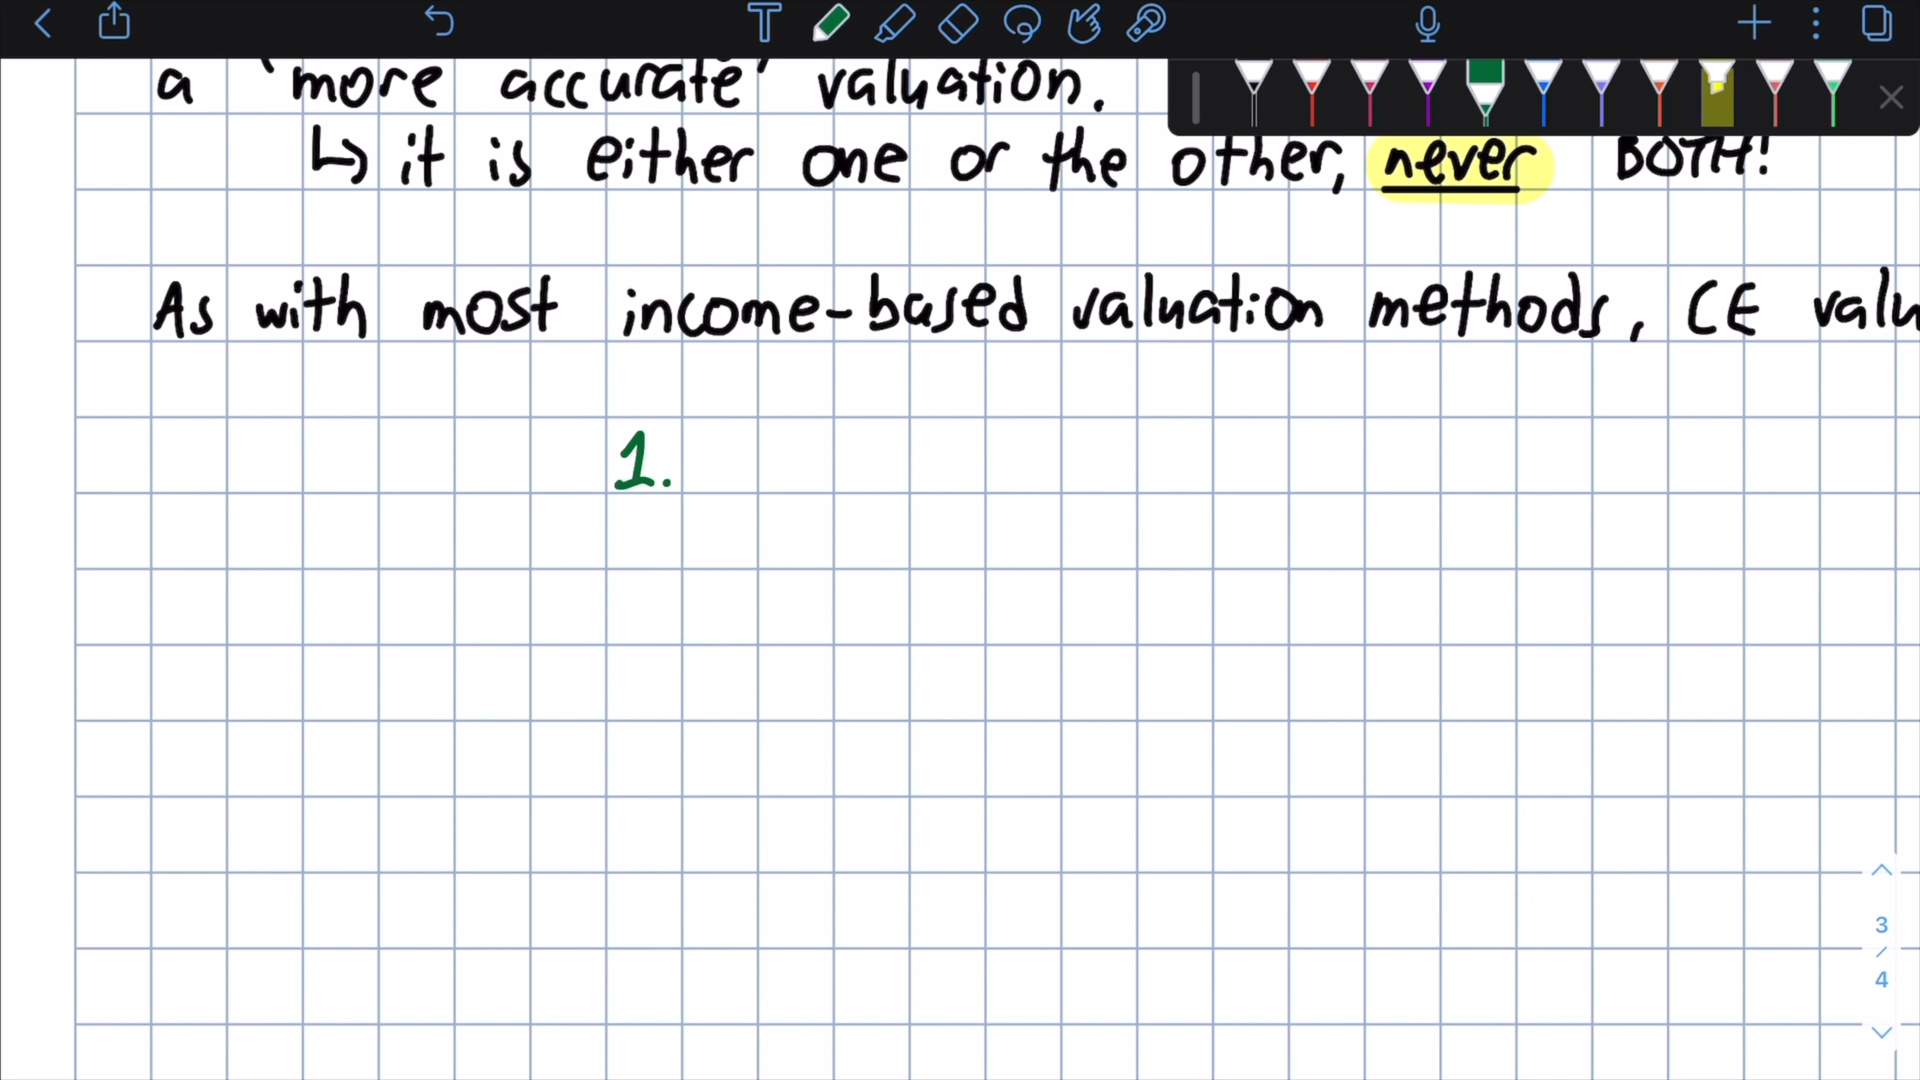 a 'more accurate' valuation.
↳ it is either one or the other, never BOTH!
As with most income-based valuation methods, CE valu
1.
3
/
4